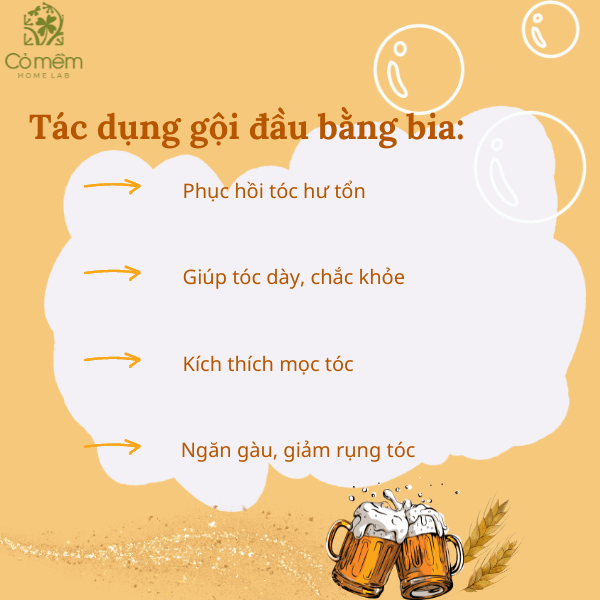 Cỏ mềm
HOME LAB
Tác dụng gội đầu bằng bia:
Phục hồi tóc hư tổn
Giúp tóc dày, chắc khỏe
Kích thích mọc tóc
Ngăn gàu, giảm rụng tóc